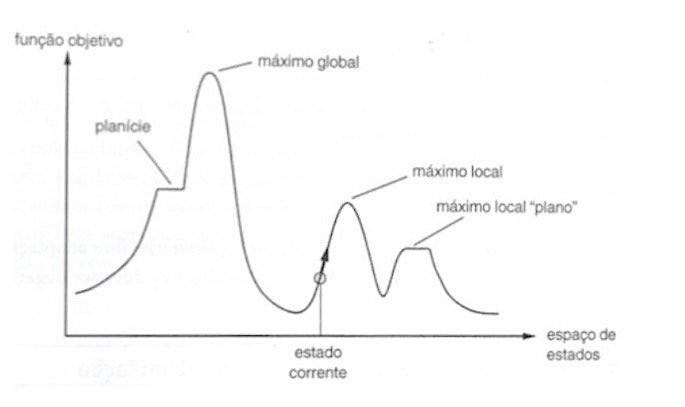 função objetivo
máximo global
planície
máximo local
máximo local "plano"
espaço de
estados
estado
corrente